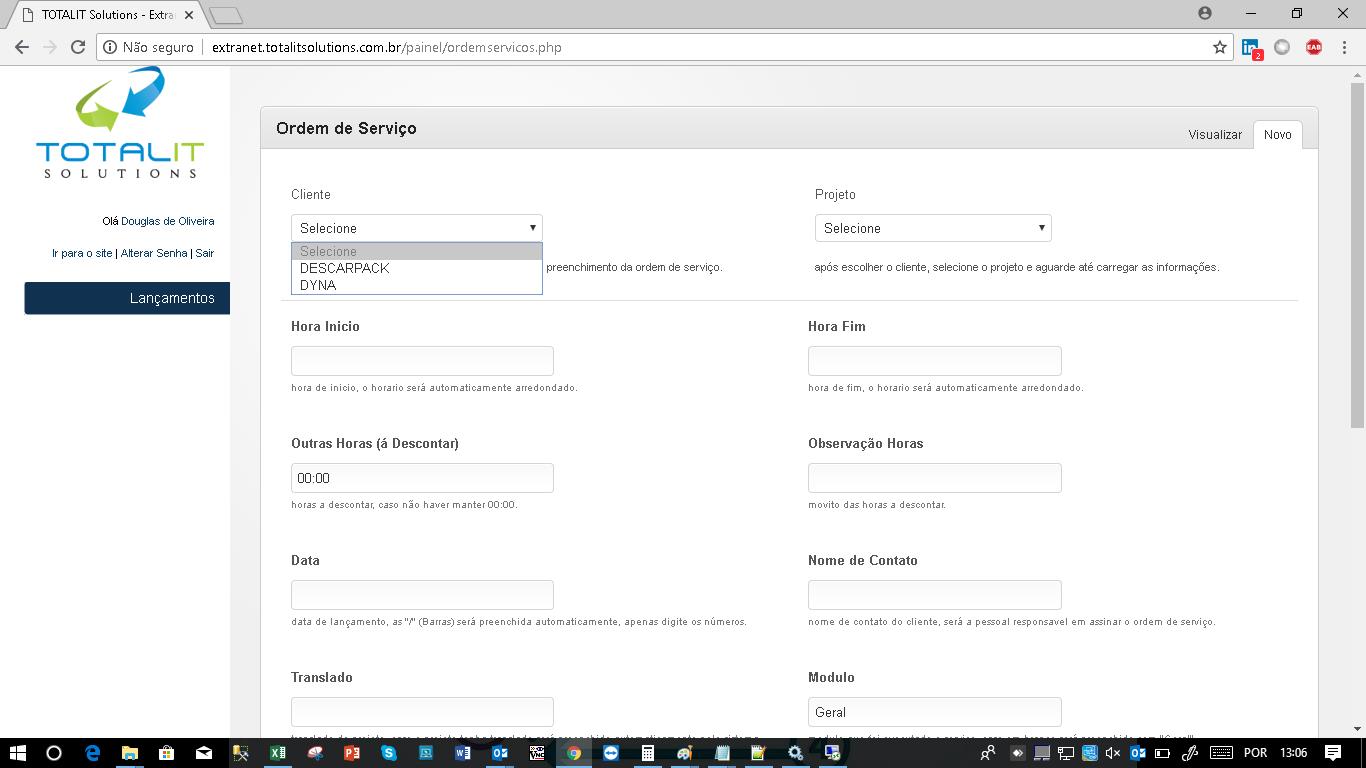 TOTALIT Solutions - Extra
Não seguro
extranet.totalitsolutions.com.br/painel/ordemservicos.php
2
EAB
TOTALIT
SOLUTIONS
Olá Douglas de Oliveira
Ir para o site | Alterar Senha | Sair
Lançamentos
Ordem de Serviço
Visualizar
Novo
Cliente
Projeto
Selecione
Selecione
Selecione
DESCARPACK
DYNA
preenchimento da ordem de serviço.
após escolher o cliente, selecione o projeto e aguarde até carregar as informações.
Hora Inicio
Hora Fim
hora de inicio, o horario será automaticamente arredondado.
hora de fim, o horario será automaticamente arredondado.
Outras Horas (á Descontar)
Observação Horas
00:00
horas a descontar, caso não haver manter 00:00.
movito das horas a descontar.
Data
Nome de Contato
data de lançamento, as "/" (Barras) será preenchida automaticamente, apenas digite os números.
nome de contato do cliente, será a pessoal responsavel em assinar o ordem de serviço.
Translado
Modulo
Geral
POR
13:06